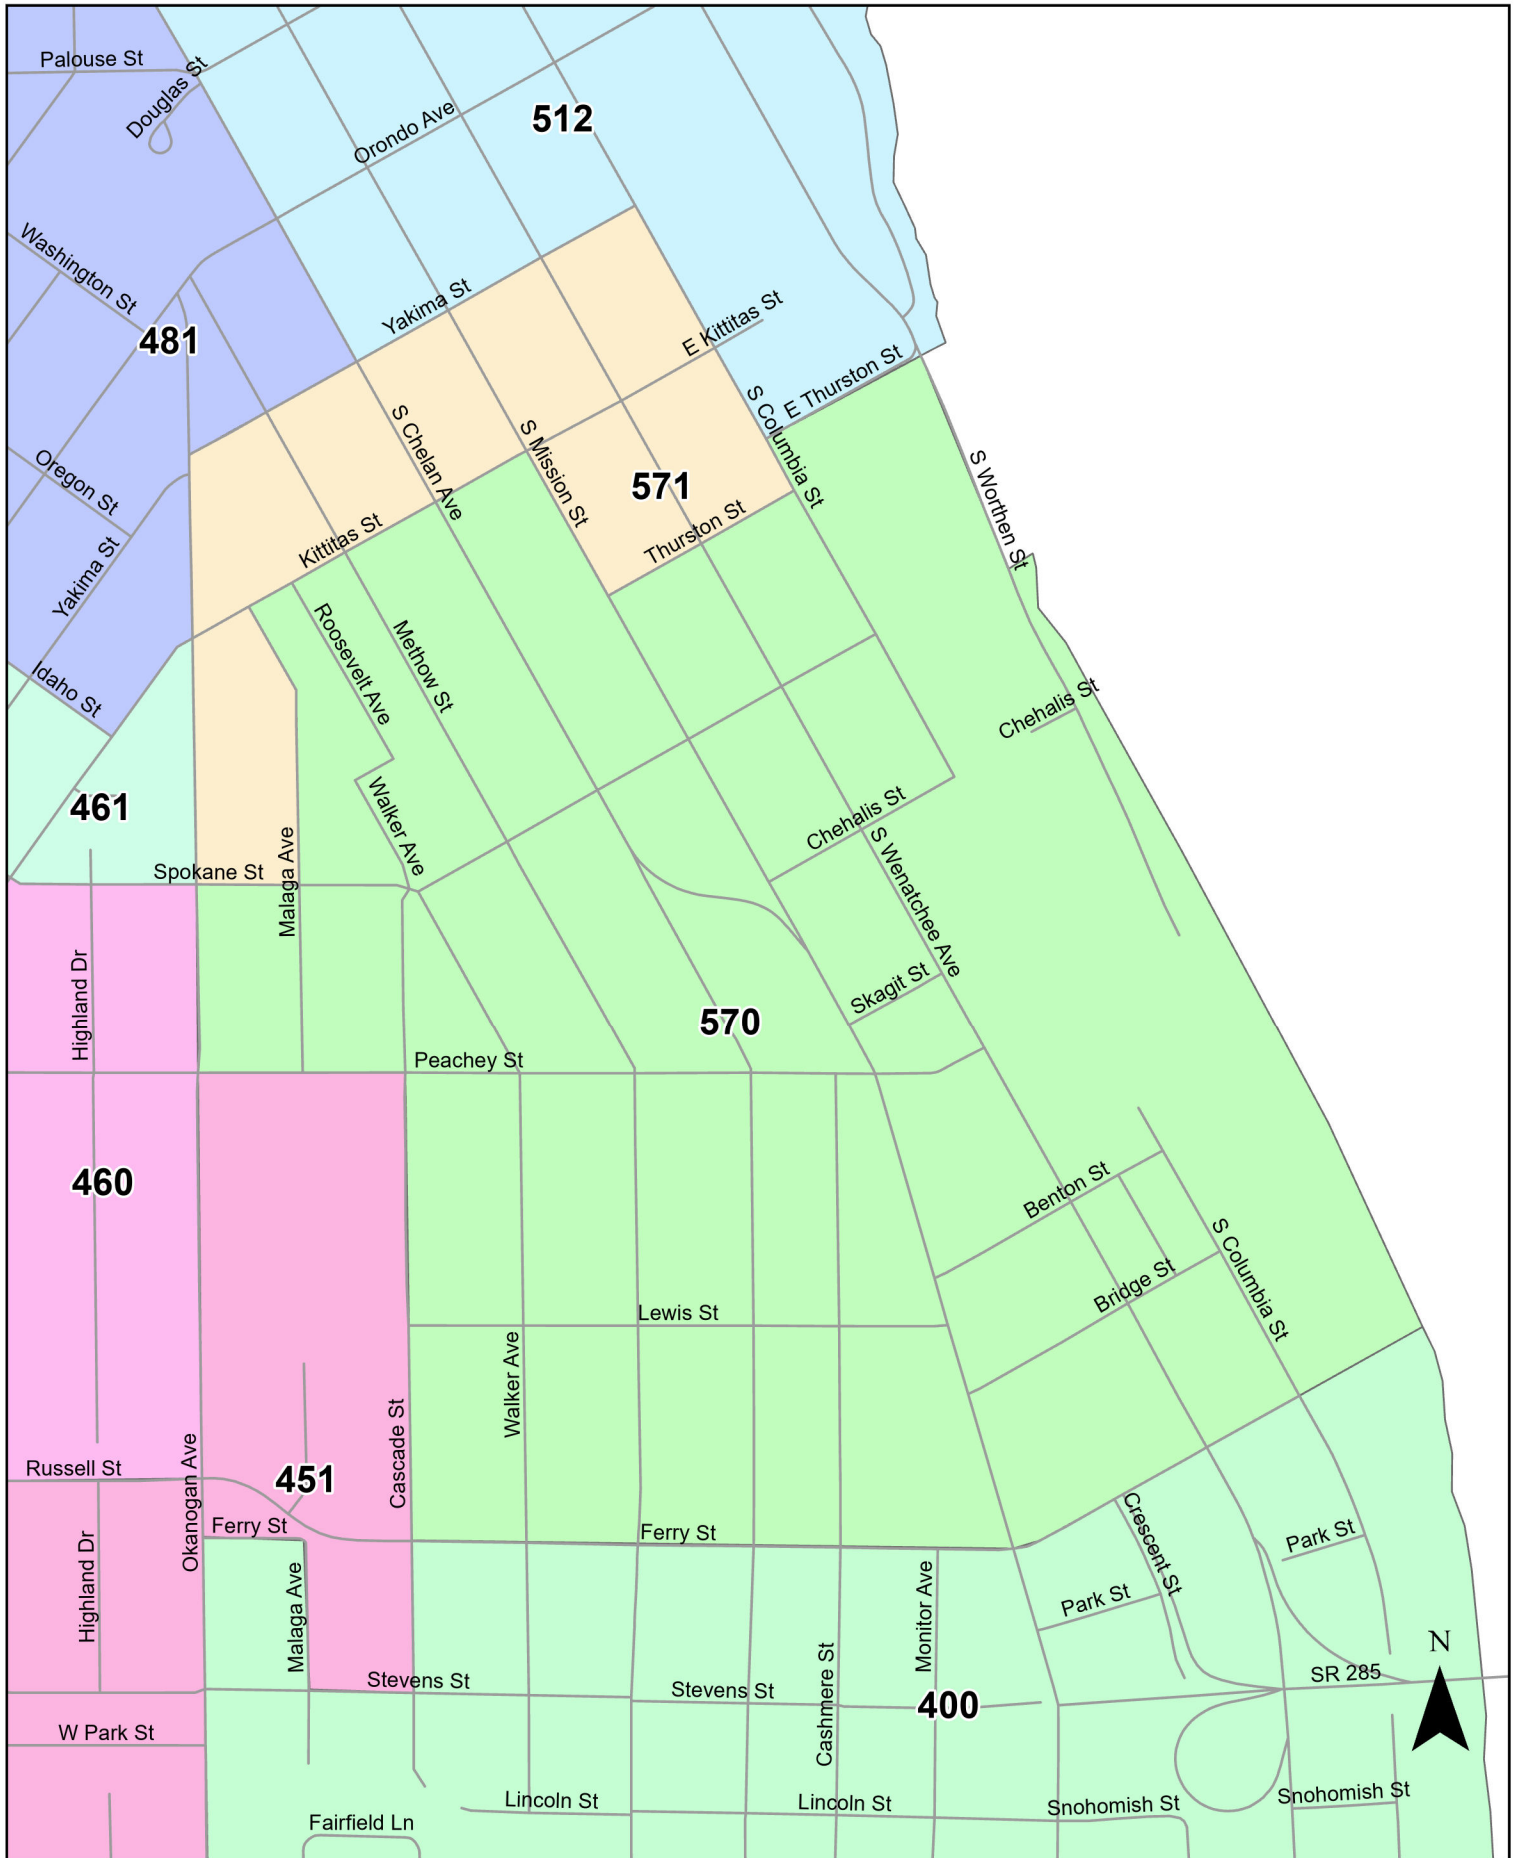 Palouse St
Douglas St
Orondo Ave
512
Washington St
481
Yakima St
E Kittitas St
E Thurston St
S Columbia St
S Chelan Ave
S Mission St
571
Oregon St
Kittitas St
Thurston St
S Worthen St
Yakima St
Roosevelt Ave
Methow St
Idaho St
Chehalis St
461
Walker Ave
Chehalis St
Spokane St
Malaga Ave
S Wenatchee Ave
Highland Dr
Skagit St
570
Peachey St
460
Benton St
S Columbia St
Bridge St
Lewis St
Walker Ave
Cascade St
Okanogan Ave
Russell St
451
Ferry St
Ferry St
Crescent St
Park St
Highland Dr
Malaga Ave
Monitor Ave
Park St
N
Stevens St
Stevens St
Cashmere St
400
SR 285
W Park St
Lincoln St
Lincoln St
Snohomish St
Snohomish St
Fairfield Ln